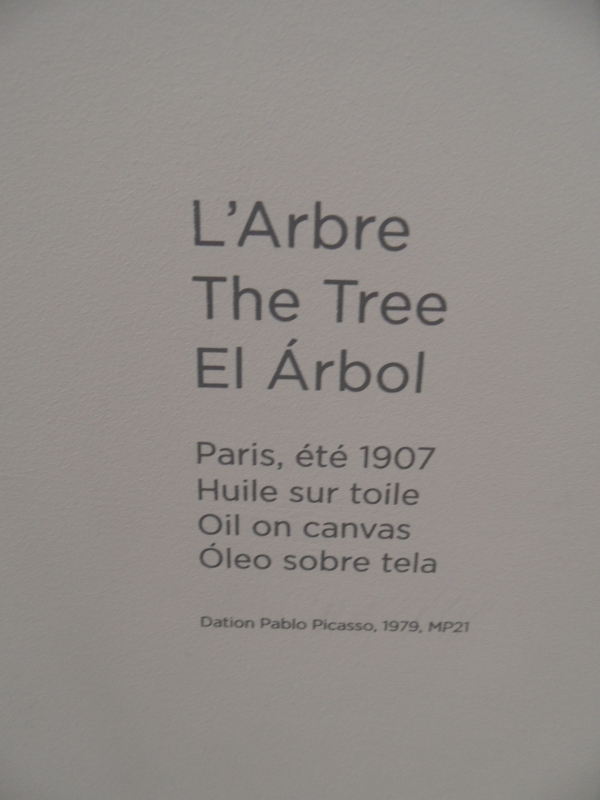 L’Arbre
The Tree
El Árbol
Paris, été 1907
Huile sur toile
Oil on canvas
Óleo sobre tela
Dation Pablo Picasso, 1979, MP21